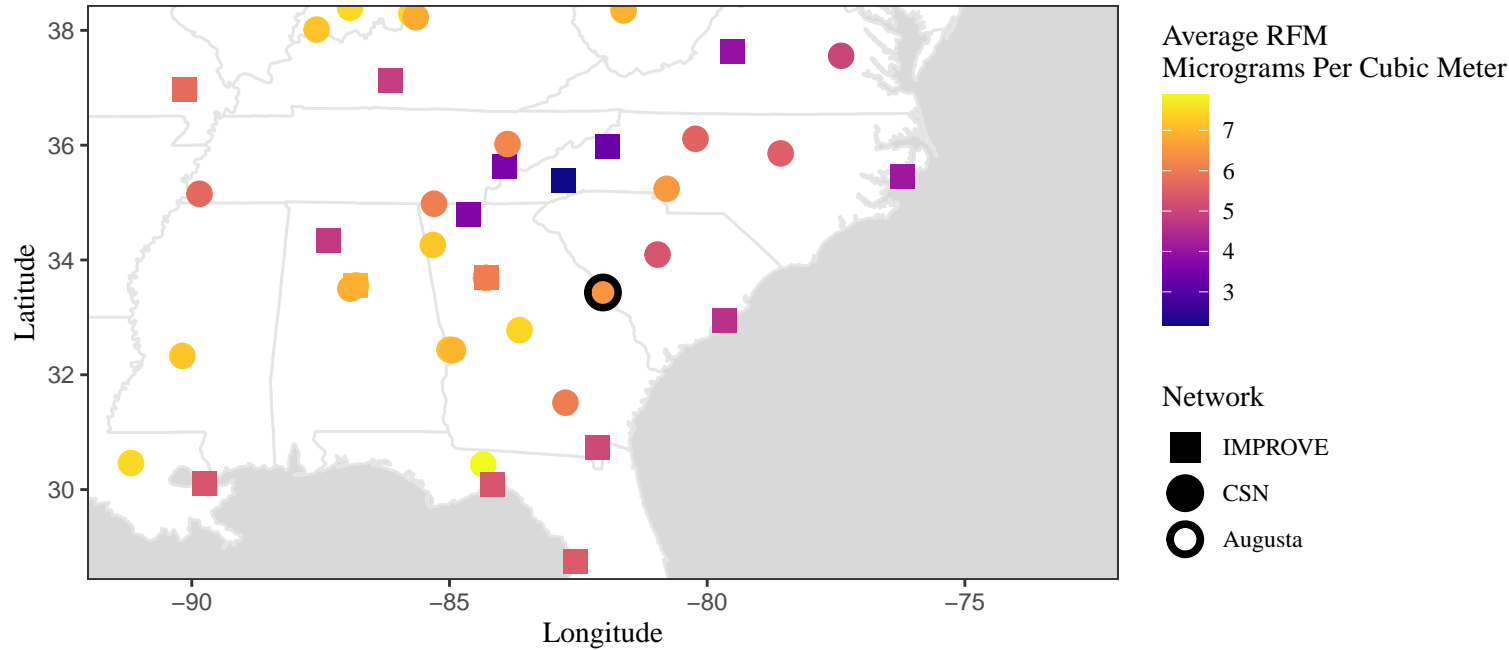 38
36
34
32
30
−90
−85
−80
−75
Latitude
Longitude
Average RFM
Micrograms Per Cubic Meter
7
6
5
4
3
Network
IMPROVE
CSN
Augusta